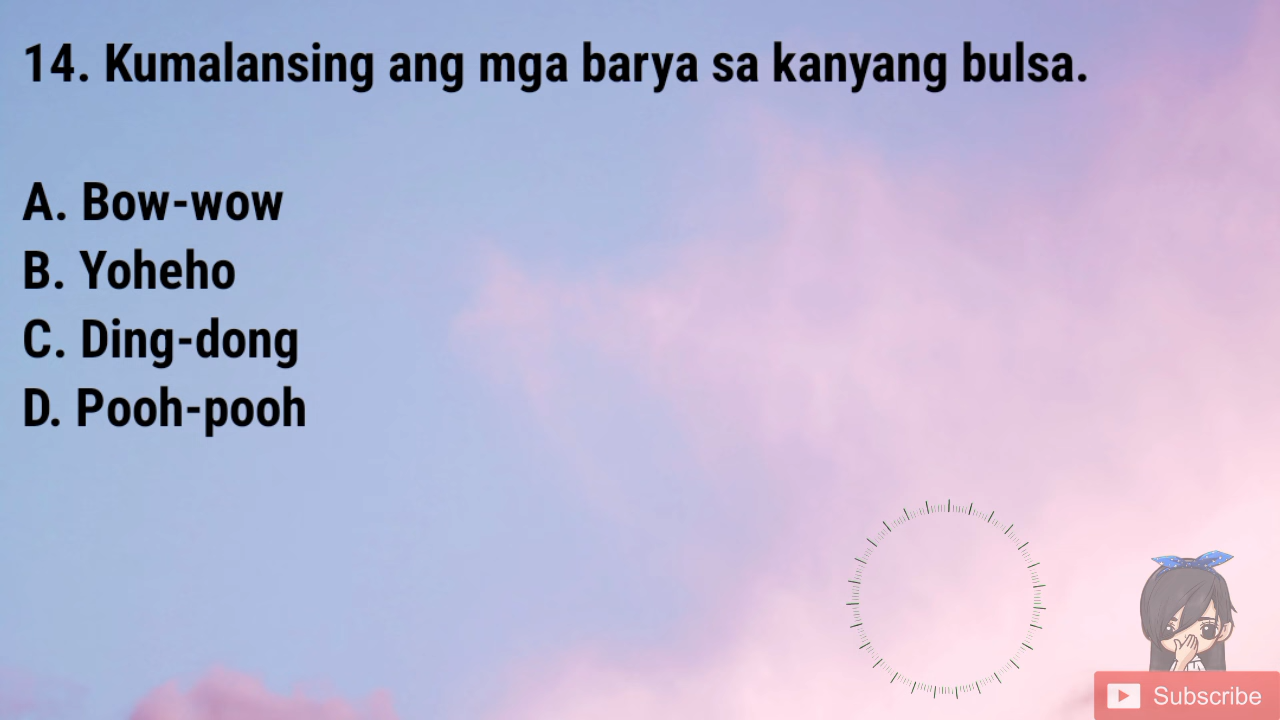 14. Kumalansing ang mga barya sa kanyang bulsa.
A. Bow-wow
B. Yoheho
C. Ding-dong
D. Pooh-pooh
Subscribe